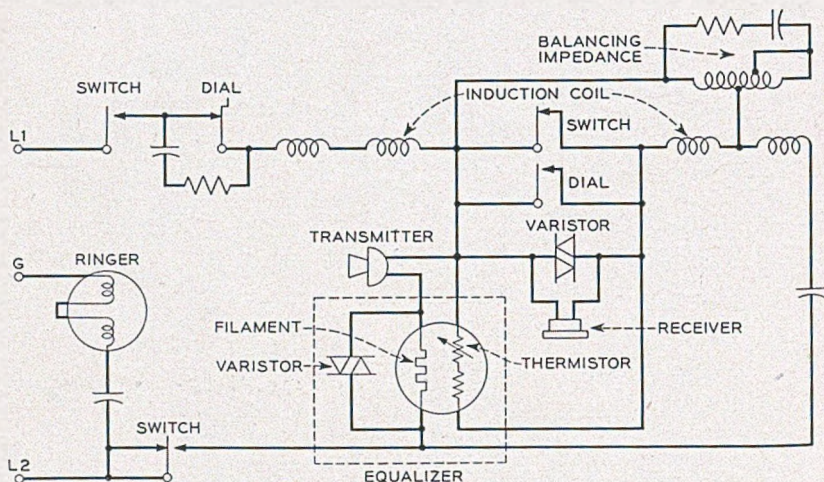 BALANCING
IMPEDANCE
SWITCH
DIAL
INDUCTION COIL
L1
SWITCH
DIAL
VARISTOR
TRANSMITTER
G
RINGER
FILAMENT
RECEIVER
VARISTOR
THERMISTOR
SWITCH
L2
EQUALIZER